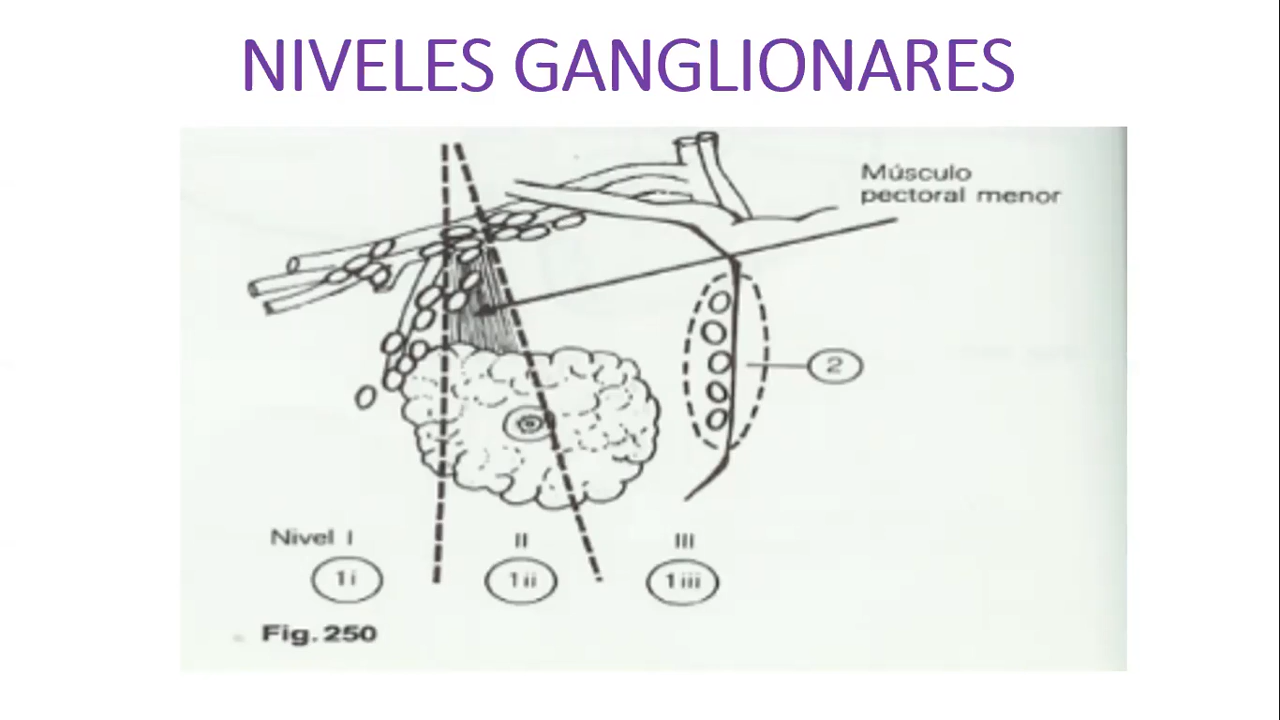 NIVELES GANGLIONARES
Músculo
pectoral menor
2
Nivel I
II
III
1i
1ii
1iii
Fig. 250